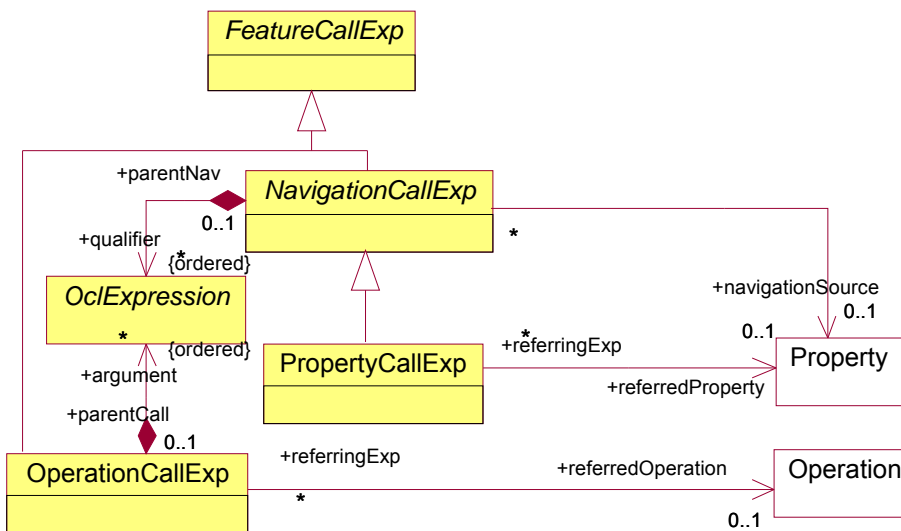 FeatureCallExp
+parentNav
NavigationCallExp
0..1
*
+qualifier
*
{ordered}
OclExpression
+navigationSource
0..1
*
{ordered}
*
+referringExp
0..1
Property
PropertyCallExp
+argument
+referredProperty
+parentCall
0..1
+referringExp
OperationCallExp
+referredOperation
Operation
*
0..1